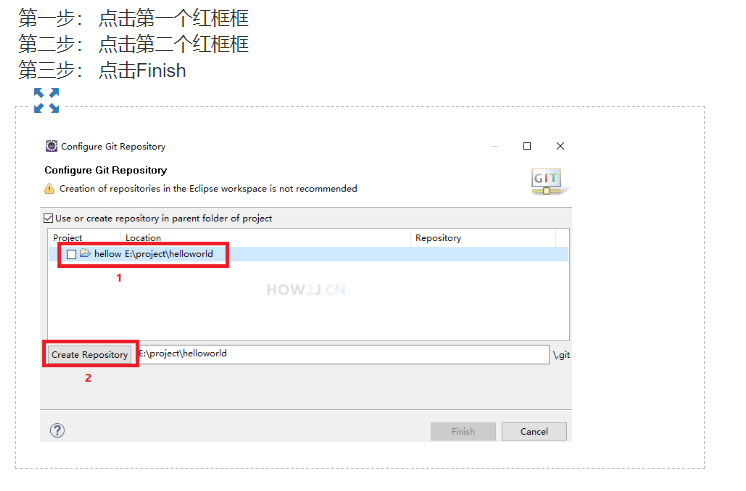 第一步： 点击第一个红框框
第二步： 点击第二个红框框
第三步： 点击Finish
Configure Git Repository
Configure Git Repository
Creation of repositories in the Eclipse workspace is not recommended
GIT
Use or create repository in parent folder of project
Project Location Repository
hellow E:\project\helloworld
1
HOW2J.CN
Create Repository E:\project\helloworld \.git
2
Finish Cancel